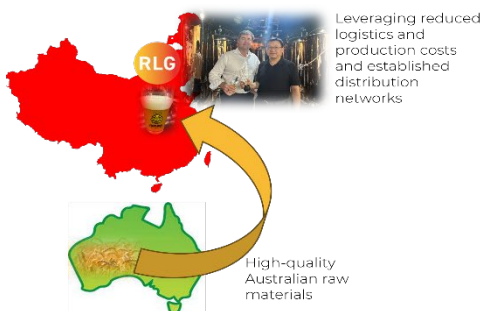 Leveraging reduced
logistics and
production costs
and established
distribution
networks
RLG
High-quality
Australian raw
materials